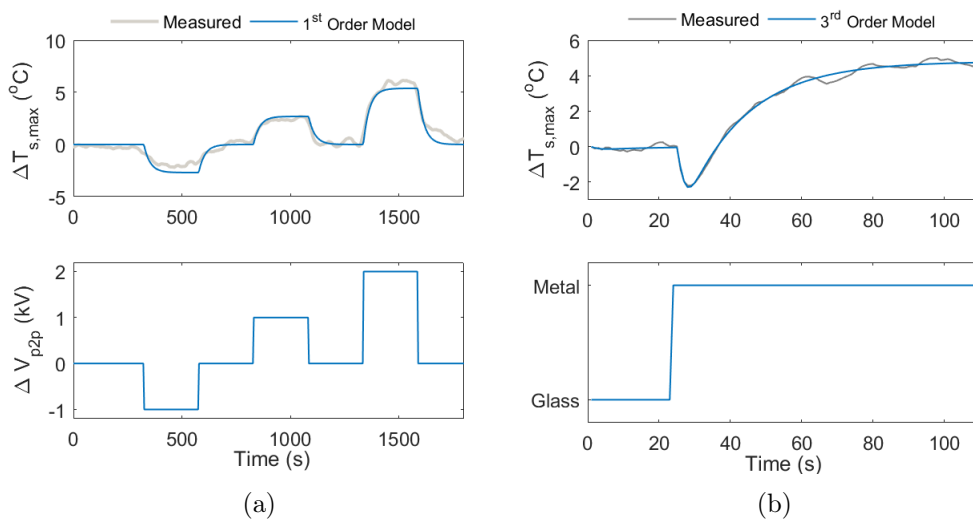 Measured 1st Order Model
ΔTs,max (°C)
10
5
0
-5
0 500 1000 1500
Δ Vp2p (kV)
2
1
0
-1
0 500 1000 1500
Time (s)
(a)
Measured 3rd Order Model
ΔTs,max (°C)
6
4
2
0
-2
0 20 40 60 80 100
Metal
Glass
0 20 40 60 80 100
Time (s)
(b)